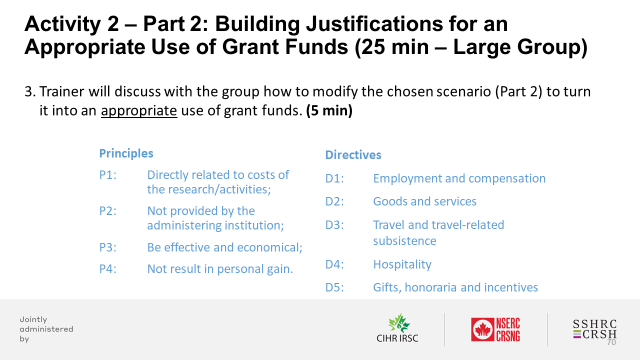 Activity 2 – Part 2: Building Justifications for an
Appropriate Use of Grant Funds (25 min – Large Group)
3. Trainer will discuss with the group how to modify the chosen scenario (Part 2) to turn
it into an appropriate use of grant funds. (5 min)
Principles
P1: Directly related to costs of
the research/activities;
P2: Not provided by the
administering institution;
P3: Be effective and economical;
P4: Not result in personal gain.
Directives
D1: Employment and compensation
D2: Goods and services
D3: Travel and travel-related
subsistence
D4: Hospitality
D5: Gifts, honoraria and incentives
Jointly
administered
by
CIHR IRSC
NSERC
CRSNG
SSHRC
CRSH
70